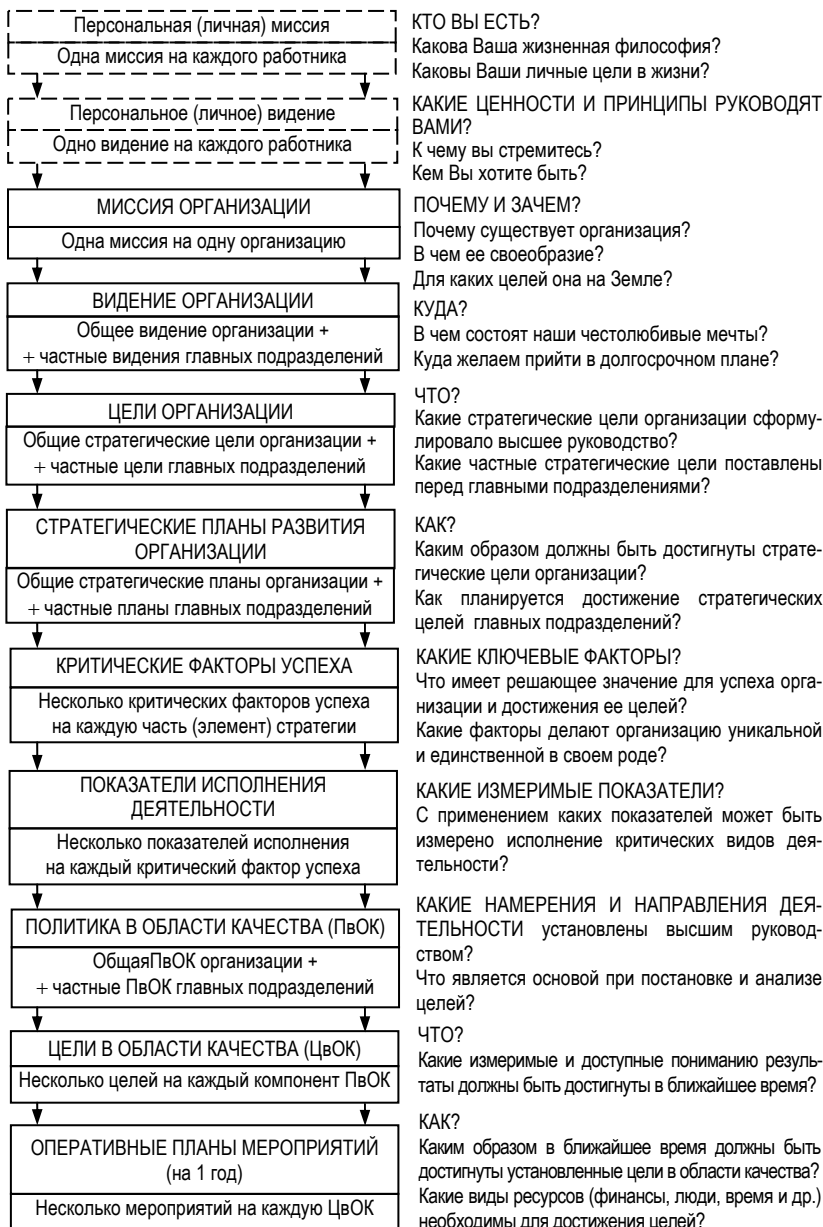 Персональная (личная) миссия
Одна миссия на каждого работника
КТО ВЫ ЕСТЬ?
Какова Ваша жизненная философия?
Каковы Ваши личные цели в жизни?
Персональное (личное) видение
Одно видение на каждого работника
КАКИЕ ЦЕННОСТИ И ПРИНЦИПЫ РУКОВОДЯТ
ВАМИ?
К чему вы стремитесь?
Кем Вы хотите быть?
МИССИЯ ОРГАНИЗАЦИИ
Одна миссия на одну организацию
ПОЧЕМУ И ЗАЧЕМ?
Почему существует организация?
В чем ее своеобразие?
Для каких целей она на Земле?
ВИДЕНИЕ ОРГАНИЗАЦИИ
Общее видение организации +
+ частные видения главных подразделений
КУДА?
В чем состоят наши честолюбивые мечты?
Куда желаем прийти в долгосрочном плане?
ЦЕЛИ ОРГАНИЗАЦИИ
Общие стратегические цели организации +
+ частные цели главных подразделений
ЧТО?
Какие стратегические цели организации сформу-
лировало высшее руководство?
Какие частные стратегические цели поставлены
перед главными подразделениями?
СТРАТЕГИЧЕСКИЕ ПЛАНЫ РАЗВИТИЯ
ОРГАНИЗАЦИИ
Общие стратегические планы организации +
+ частные планы главных подразделений
КАК?
Каким образом должны быть достигнуты страте-
гические цели организации?
Как планируется достижение стратегических
целей главных подразделений?
КРИТИЧЕСКИЕ ФАКТОРЫ УСПЕХА
Несколько критических факторов успеха
на каждую часть (элемент) стратегии
КАКИЕ КЛЮЧЕВЫЕ ФАКТОРЫ?
Что имеет решающее значение для успеха орга-
низации и достижения ее целей?
Какие факторы делают организацию уникальной
и единственной в своем роде?
ПОКАЗАТЕЛИ ИСПОЛНЕНИЯ
ДЕЯТЕЛЬНОСТИ
Несколько показателей исполнения
на каждый критический фактор успеха
КАКИЕ ИЗМЕРИМЫЕ ПОКАЗАТЕЛИ?
С применением каких показателей может быть
измерено исполнение критических видов дея-
тельности?
ПОЛИТИКА В ОБЛАСТИ КАЧЕСТВА (ПвОК)
ОбщаяПвОК организации +
+ частные ПвОК главных подразделений
КАКИЕ НАМЕРЕНИЯ И НАПРАВЛЕНИЯ ДЕЯ-
ТЕЛЬНОСТИ установлены высшим руковод-
ством?
Что является основой при постановке и анализе
целей?
ЦЕЛИ В ОБЛАСТИ КАЧЕСТВА (ЦвОК)
Несколько целей на каждый компонент ПвОК
ЧТО?
Какие измеримые и доступные пониманию резуль-
таты должны быть достигнуты в ближайшее время?
ОПЕРАТИВНЫЕ ПЛАНЫ МЕРОПРИЯТИЙ
(на 1 год)
Несколько мероприятий на каждую ЦвОК
КАК?
Каким образом в ближайшее время должны быть
достигнуты установленные цели в области качества?
Какие виды ресурсов (финансы, люди, время и др.)
необходимы для достижения целей?